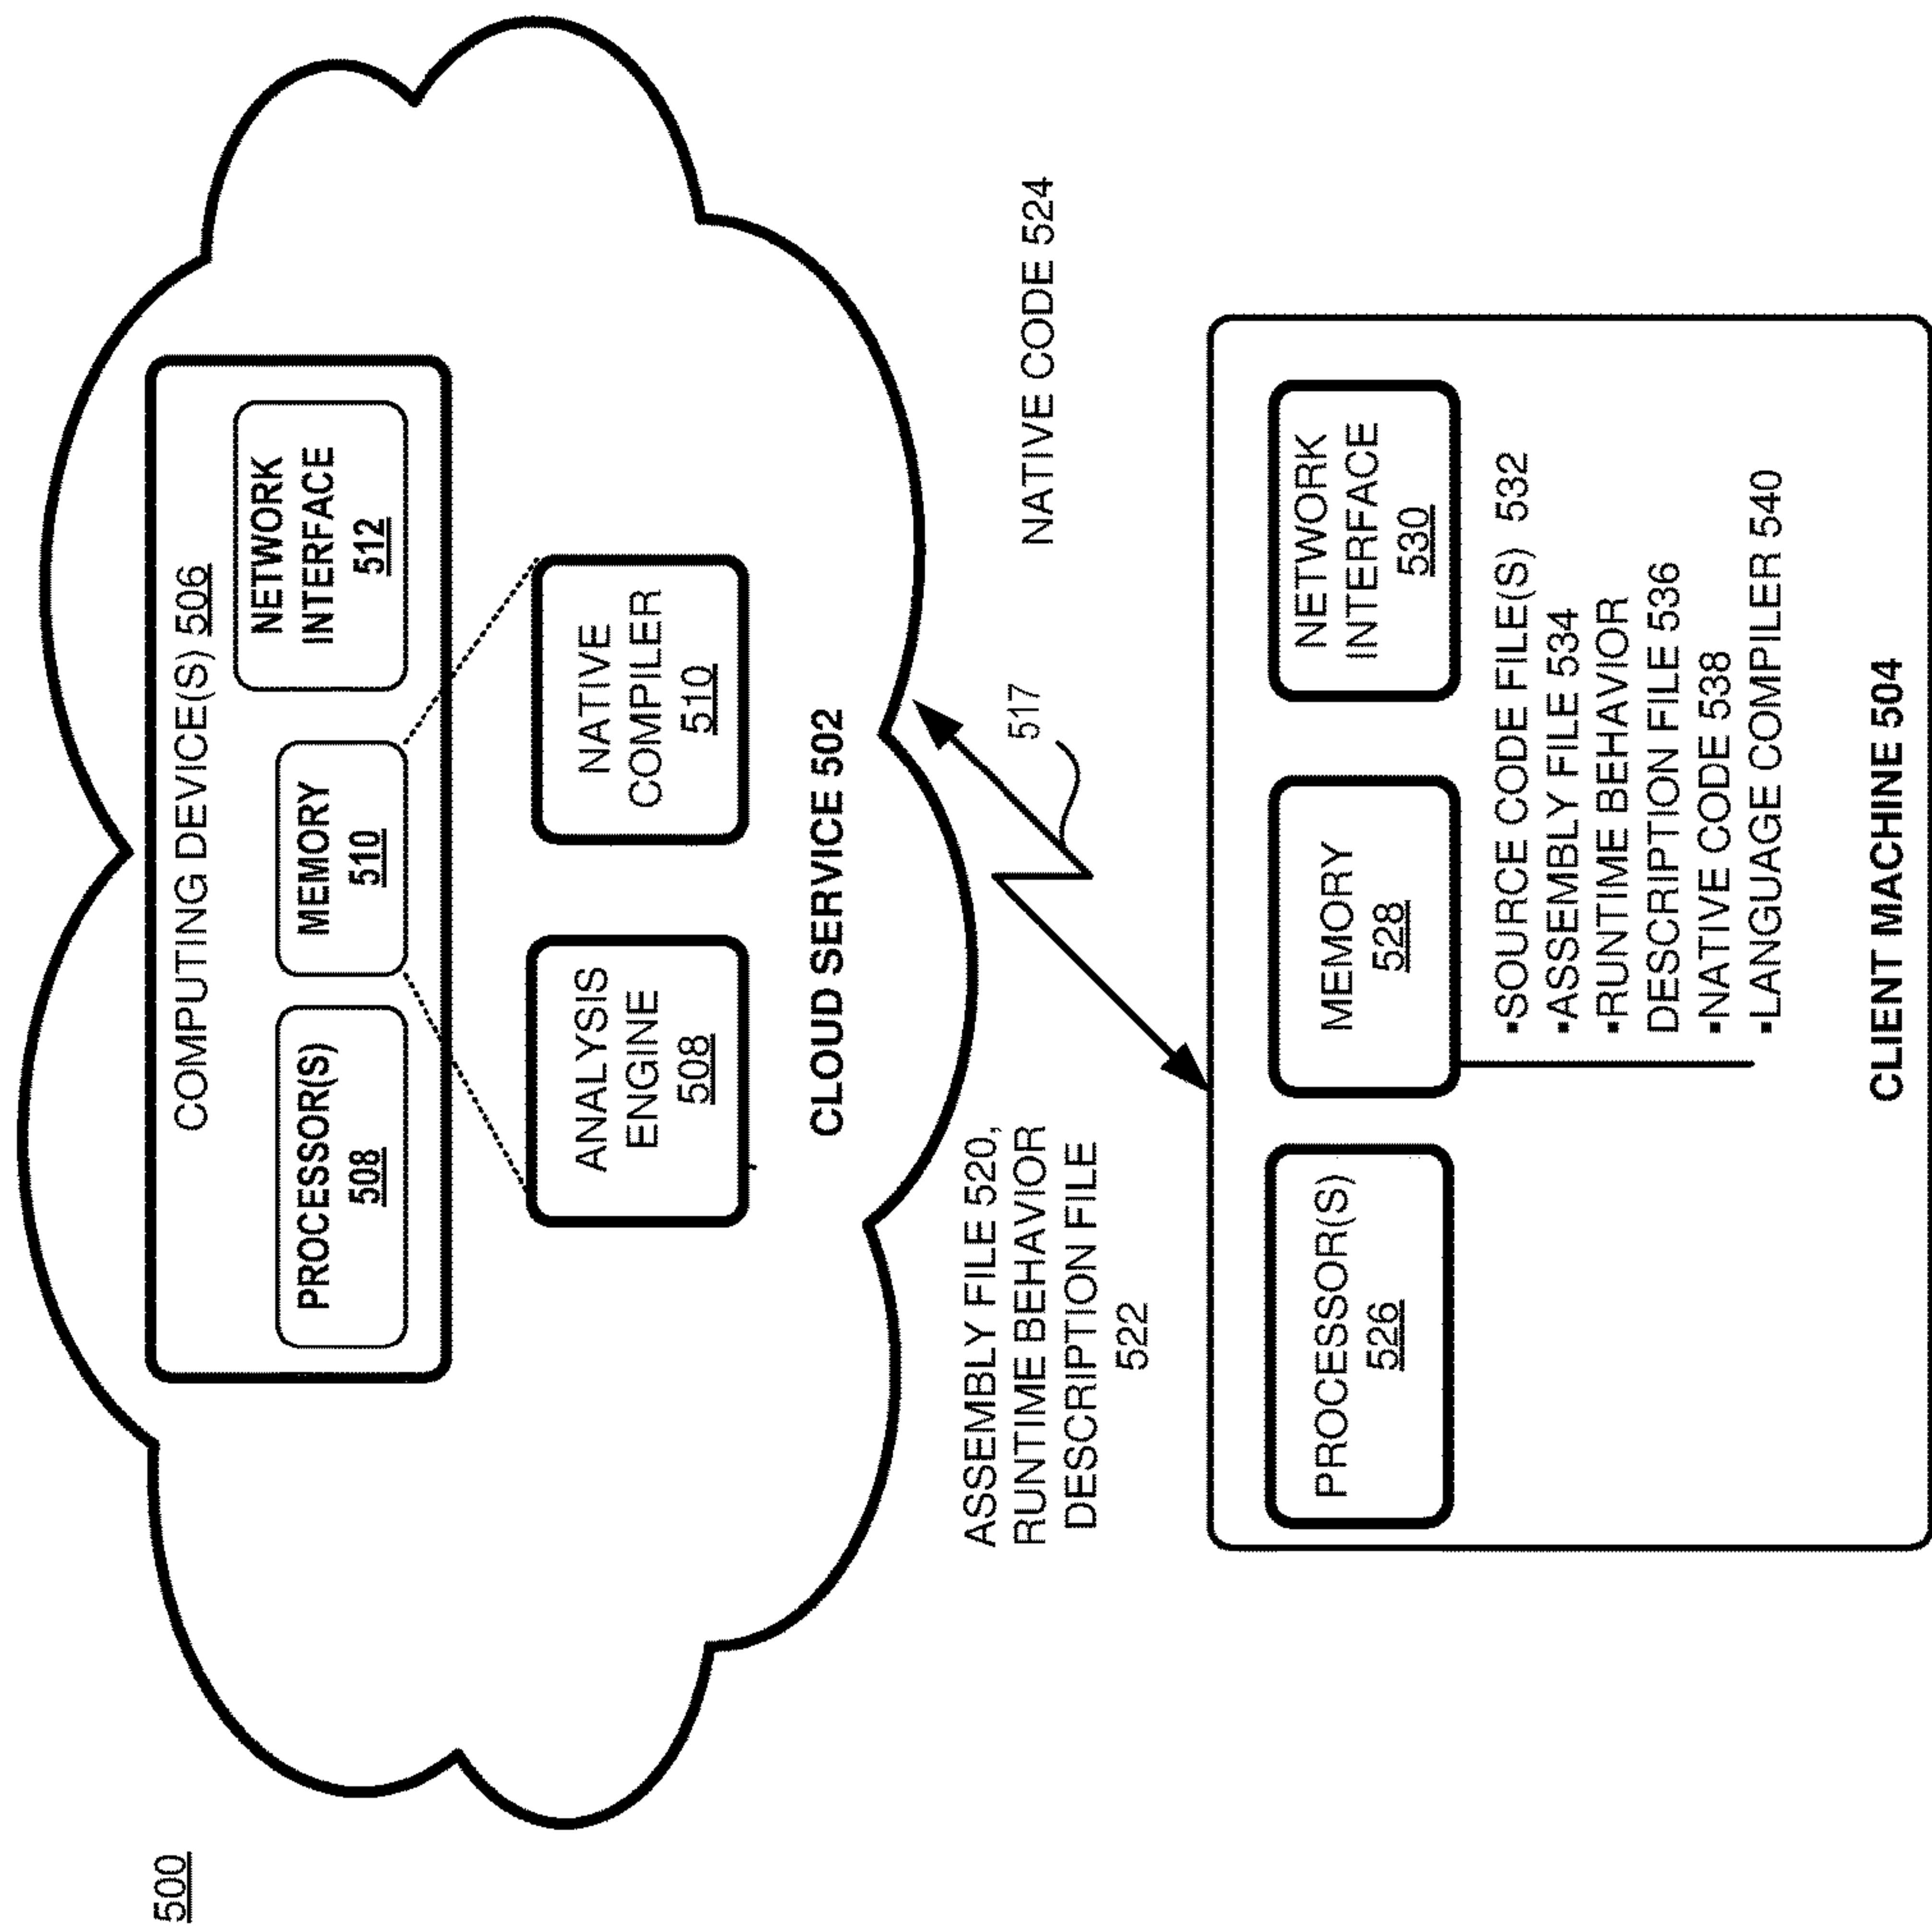 500
COMPUTING DEVICE(S) 506
PROCESSOR(S)
508
MEMORY
510
NETWORK
INTERFACE
512
ANALYSIS
ENGINE
508
NATIVE
COMPILER
510
CLOUD SERVICE 502
ASSEMBLY FILE 520,
RUNTIME BEHAVIOR
DESCRIPTION FILE
522
517
NATIVE CODE 524
PROCESSOR(S)
526
MEMORY
528
NETWORK
INTERFACE
530
▪SOURCE CODE FILE(S) 532
▪ASSEMBLY FILE 534
▪RUNTIME BEHAVIOR
DESCRIPTION FILE 536
▪NATIVE CODE 538
▪LANGUAGE COMPILER 540
CLIENT MACHINE 504